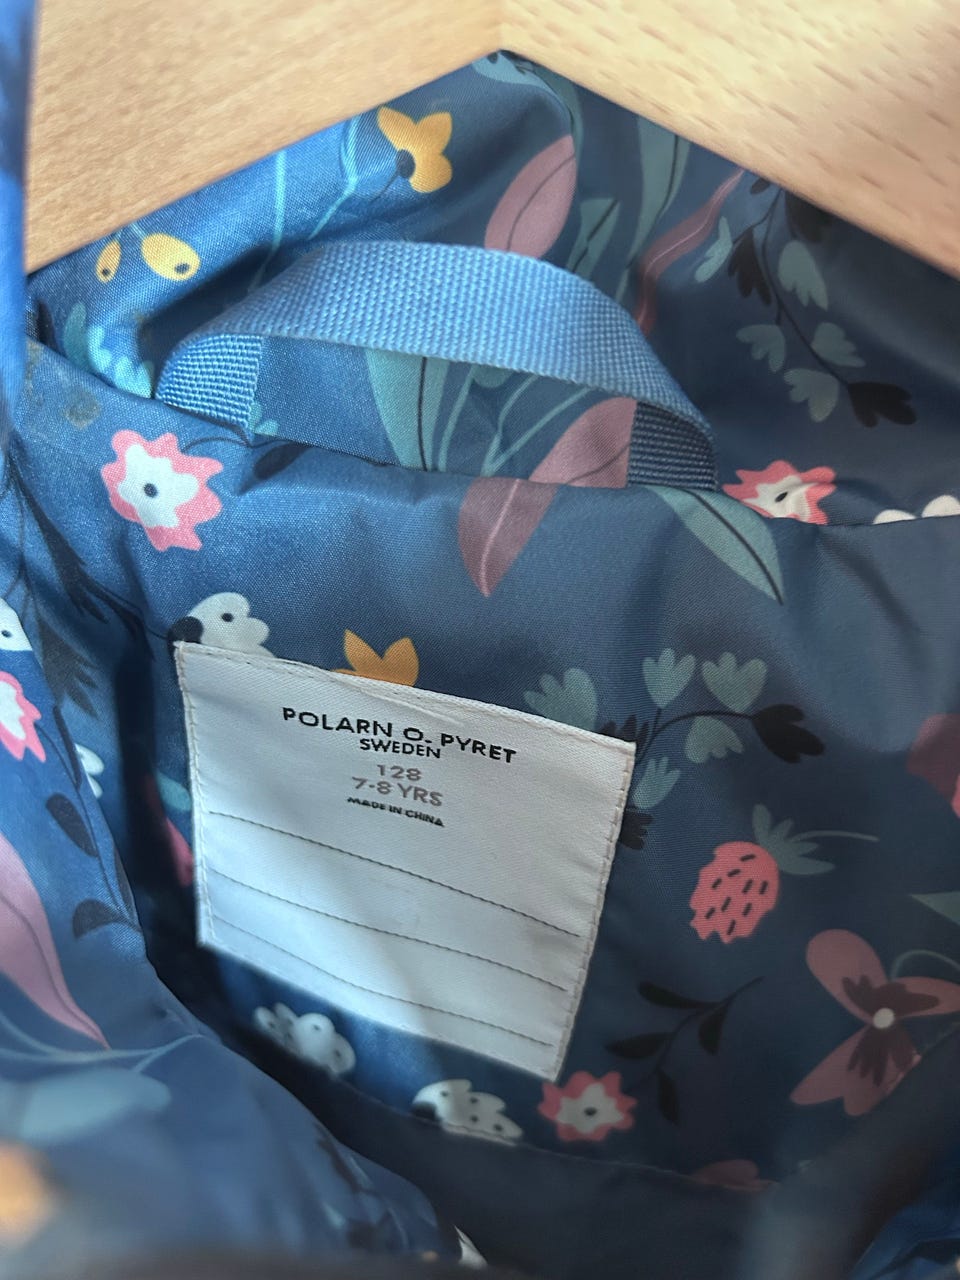 POLARN O. PYRET
SWEDEN
128
7-8 YRS
MADE IN CHINA